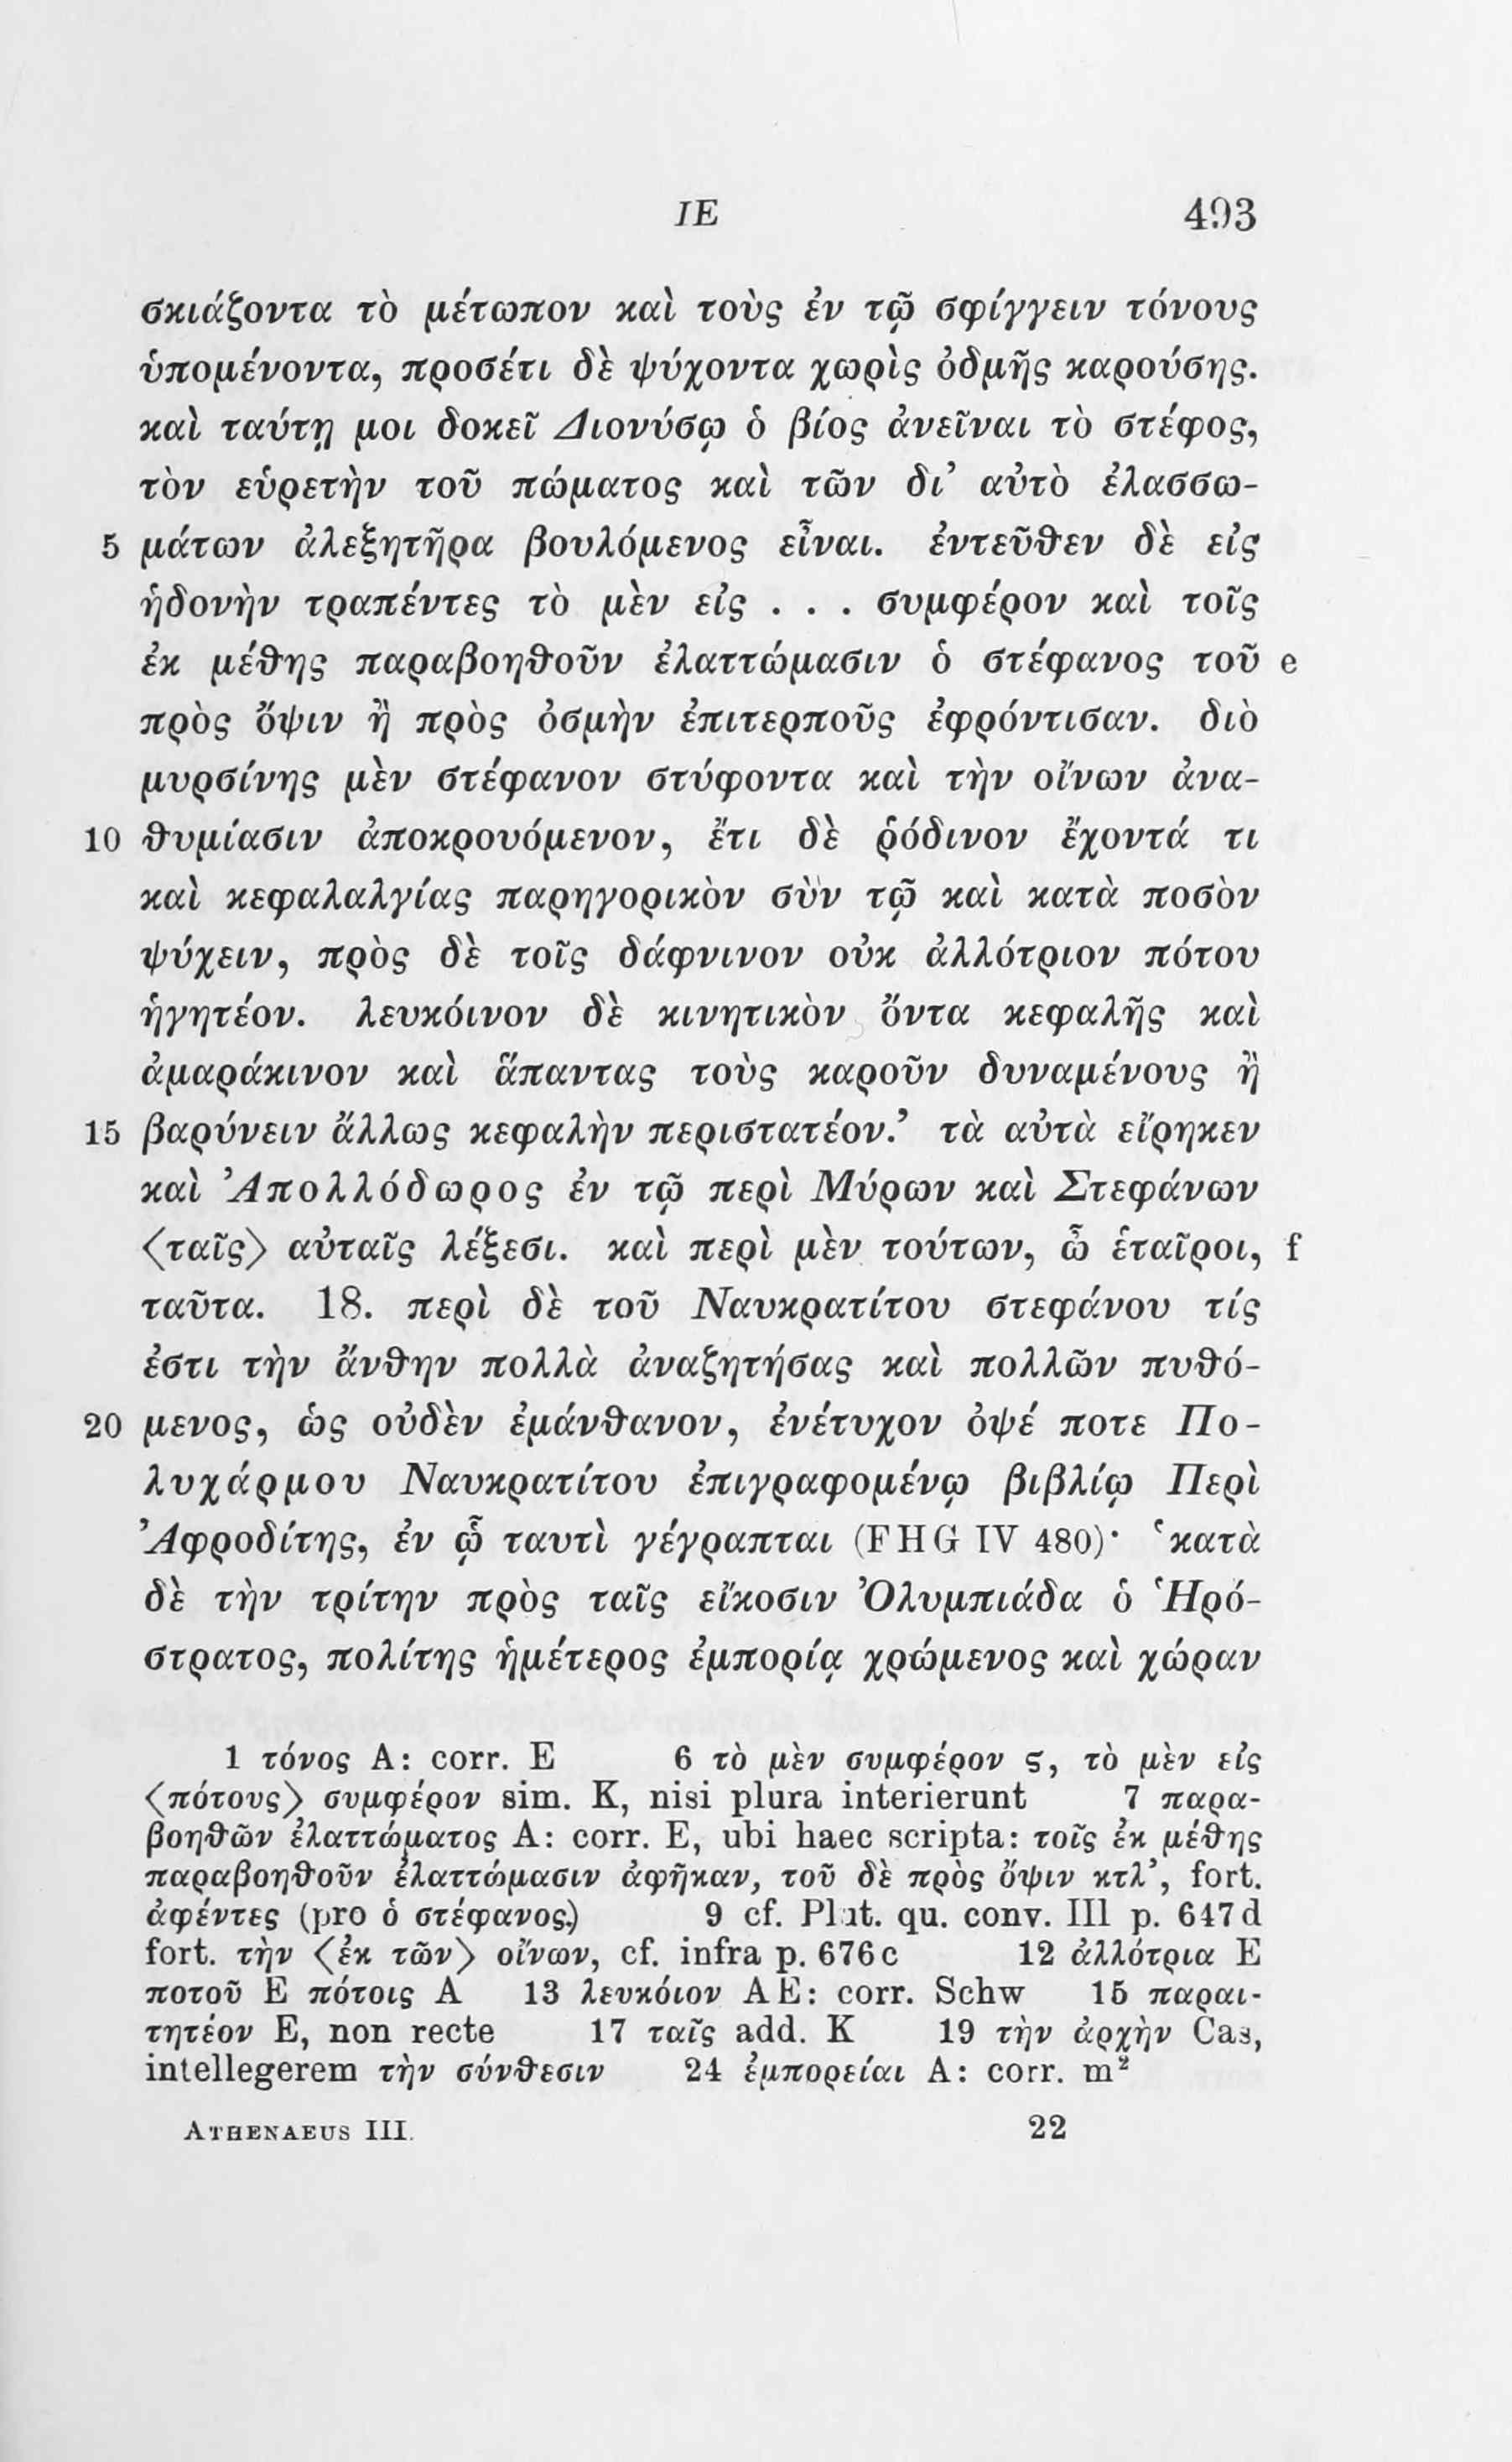 ΙΕ 493
σκιάζοντα τὸ μέτωπον καὶ τοὺς ἐν τῷ σφίγγειν τόνους
ὑπομένοντα, προσέτι δὲ ψύχοντα χωρὶς ὀδμῆς καρούσης.
καὶ ταύτῃ μοι δοκεῖ Διονύσῳ ὁ βίος ἀνεῖναι τὸ στέφος,
τὸν εὑρετὴν τοῦ πώματος καὶ τῶν δι’ αὐτὸ ἐλασσω-
5 μάτων ἀλεξητῆρα βουλόμενος εἶναι. ἐντεῦθεν δὲ εἰς
ἡδονὴν τραπέντες τὸ μὲν εἰς . . . συμφέρον καὶ τοῖς
ἐκ μέθης παραβοηθοῦν ἐλαττώμασιν ὁ στέφανος τοῦ e
πρὸς ὄψιν ἢ πρὸς ὀσμὴν ἐπιτερποῦς ἐφρόντισαν. διὸ
μυρσίνης μὲν στέφανον στύφοντα καὶ τὴν οἴνων ἀνα-
10 θυμίασιν ἀποκρουόμενον, ἔτι δὲ ῥόδινον ἔχοντά τι
καὶ κεφαλαλγίας παρηγορικὸν σὺν τῷ καὶ κατὰ ποσὸν
ψύχειν, πρὸς δὲ τοῖς δάφνινον οὐκ ἀλλότριον πότου
ἡγητέον. λευκόινον δὲ κινητικὸν ὄντα κεφαλῆς καὶ
ἀμαράκινον καὶ ἅπαντας τοὺς καροῦν δυναμένους ἢ
15 βαρύνειν ἄλλως κεφαλὴν περιστατέον.’ τὰ αὐτὰ εἴρηκεν
καὶ Ἀπολλόδωρος ἐν τῷ περὶ Μύρων καὶ Στεφάνων
⟨ταῖς⟩ αὐταῖς λέξεσι. καὶ περὶ μὲν τούτων, ὦ ἑταῖροι, f
ταῦτα. 18. περὶ δὲ τοῦ Ναυκρατίτου στεφάνου τίς
ἐστι τὴν ἄνθην πολλὰ ἀναζητήσας καὶ πολλῶν πυθό-
20 μενος, ὡς οὐδὲν ἐμάνθανον, ἐνέτυχον ὀψέ ποτε Πο-
λυχάρμου Ναυκρατίτου ἐπιγραφομένῳ βιβλίῳ Περὶ
Ἀφροδίτης, ἐν ᾧ ταυτὶ γέγραπται (FHG IV 480)· ‘κατὰ
δὲ τὴν τρίτην πρὸς ταῖς εἴκοσιν Ὀλυμπιάδα ὁ Ἡρό-
στρατος, πολίτης ἡμέτερος ἐμπορίᾳ χρώμενος καὶ χώραν
1 τόνος A: corr. E 6 τὸ μὲν συμφέρον ς, τὸ μὲν εἰς
⟨πότους⟩ συμφέρον sim. K, nisi plura interierunt 7 παρα-
βοηθῶν ἐλαττώματος A: corr. E, ubi haec scripta: τοῖς ἐκ μέθης
παραβοηθοῦν ἐλαττώμασιν ἀφῆκαν, τοῦ δὲ πρὸς ὄψιν κτλ’, fort.
ἀφέντες (pro ὁ στέφανος) 9 cf. Plut. qu. conv. III p. 647d
fort. τὴν ⟨ἐκ τῶν⟩ οἴνων, cf. infra p. 676c 12 ἀλλότρια E
ποτοῦ E πότοις A 13 λευκόιον AE: corr. Schw 15 παραι-
τητέον E, non recte 17 ταῖς add. K 19 τὴν ἀρχὴν Cas,
intellegerem τὴν σύνθεσιν 24 ἐμπορείαι A: corr. m²
ATHENAEUS III. 22